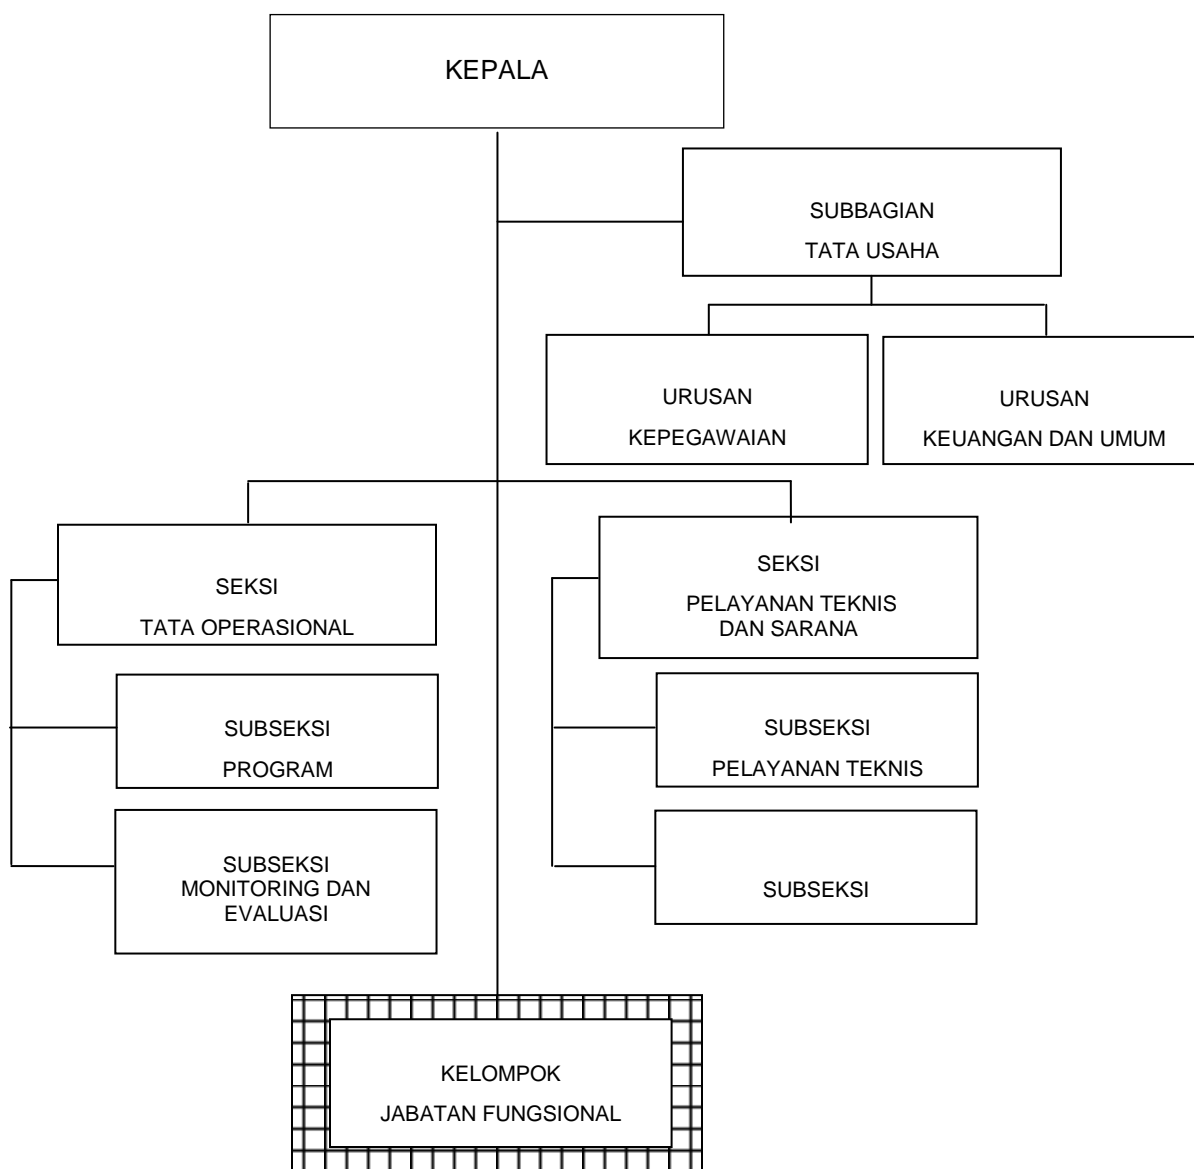 KEPALA
SUBBAGIAN
TATA USAHA
URUSAN
KEPEGAWAIAN
URUSAN
KEUANGAN DAN UMUM
SEKSI
TATA OPERASIONAL
SEKSI
PELAYANAN TEKNIS
DAN SARANA
SUBSEKSI
PROGRAM
SUBSEKSI
PELAYANAN TEKNIS
SUBSEKSI
MONITORING DAN
EVALUASI
SUBSEKSI
KELOMPOK
JABATAN FUNGSIONAL